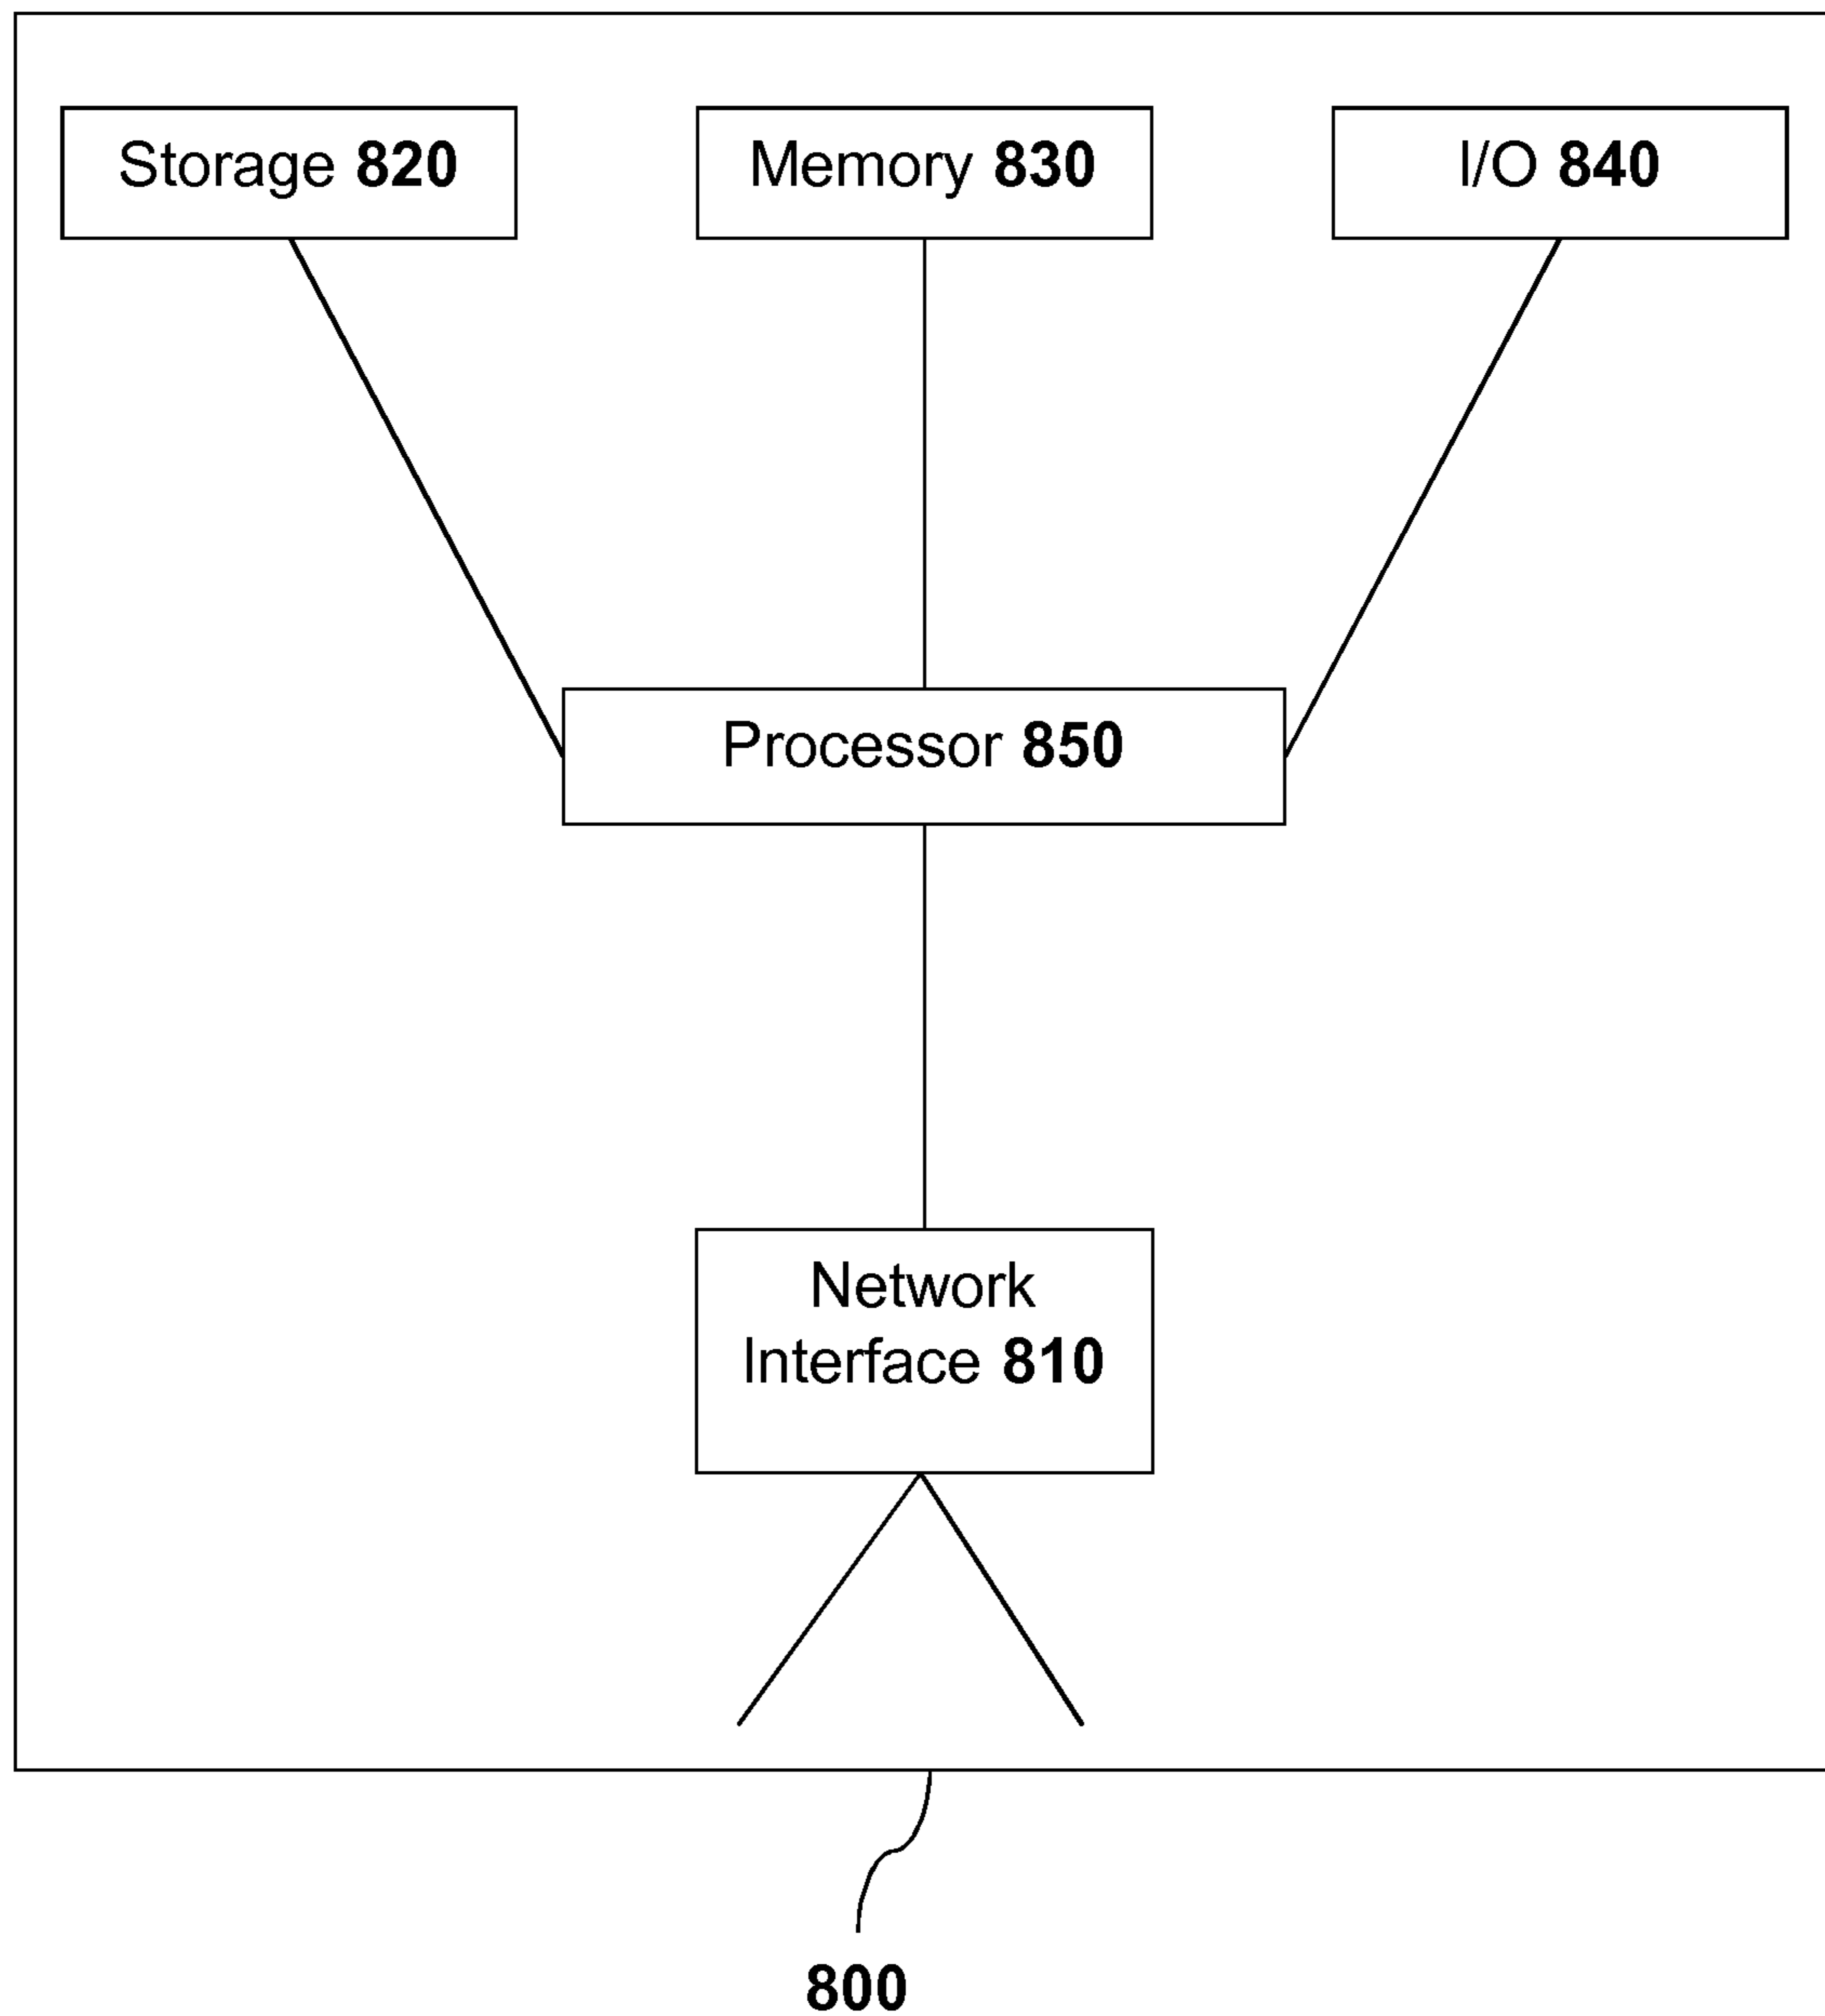 Storage 820
Memory 830
I/O 840
Processor 850
Network
Interface 810
800